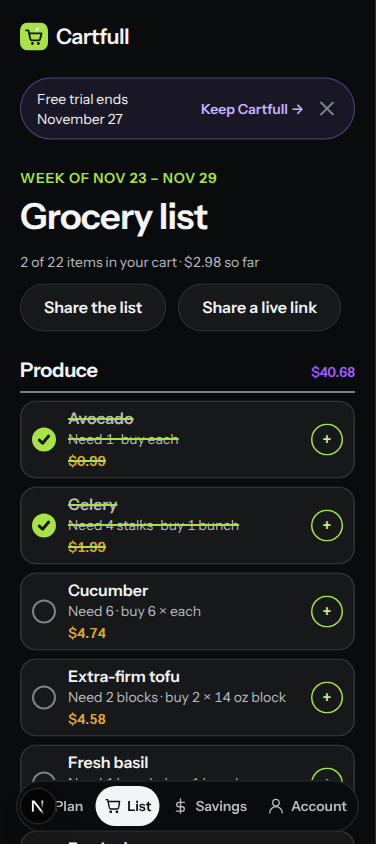 Cartfull
Free trial ends
November 27
Keep Cartfull →
WEEK OF NOV 23 – NOV 29
Grocery list
2 of 22 items in your cart · $2.98 so far
Share the list
Share a live link
Produce
$40.68
Avocado
Need 1 · buy each
$0.99
+
Celery
Need 4 stalks · buy 1 bunch
$1.99
+
Cucumber
Need 6 · buy 6 × each
$4.74
+
Extra-firm tofu
Need 2 blocks · buy 2 × 14 oz block
$4.58
+
Fresh basil
N
Plan
List
$ Savings
Account